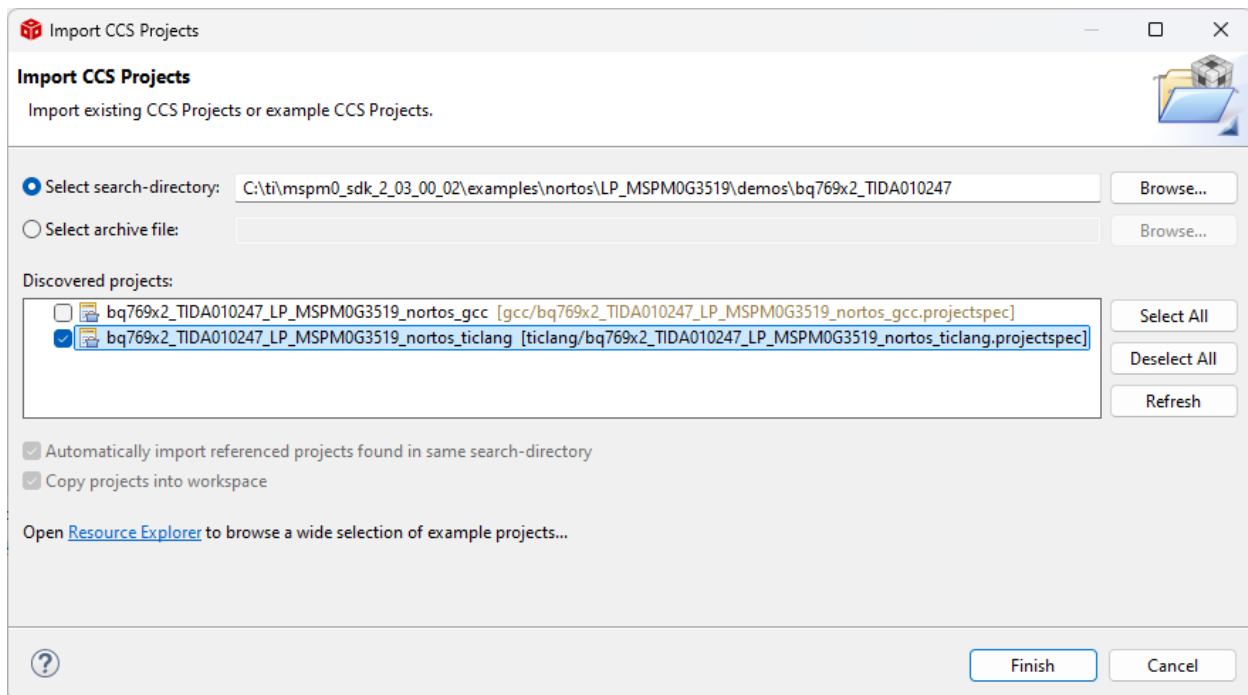 Import CCS Projects
Import CCS Projects
Import existing CCS Projects or example CCS Projects.
Select search-directory: C:\ti\mspm0_sdk_2_03_00_02\examples\nortos\LP_MSPM0G3519\demos\bq769x2_TIDA010247 Browse...
Select archive file: Browse...
Discovered projects:
bq769x2_TIDA010247_LP_MSPM0G3519_nortos_gcc [gcc/bq769x2_TIDA010247_LP_MSPM0G3519_nortos_gcc.projectspec] Select All
bq769x2_TIDA010247_LP_MSPM0G3519_nortos_ticlang [ticlang/bq769x2_TIDA010247_LP_MSPM0G3519_nortos_ticlang.projectspec]
Deselect All
Refresh
Automatically import referenced projects found in same search-directory
Copy projects into workspace
Open Resource Explorer to browse a wide selection of example projects...
? Finish Cancel